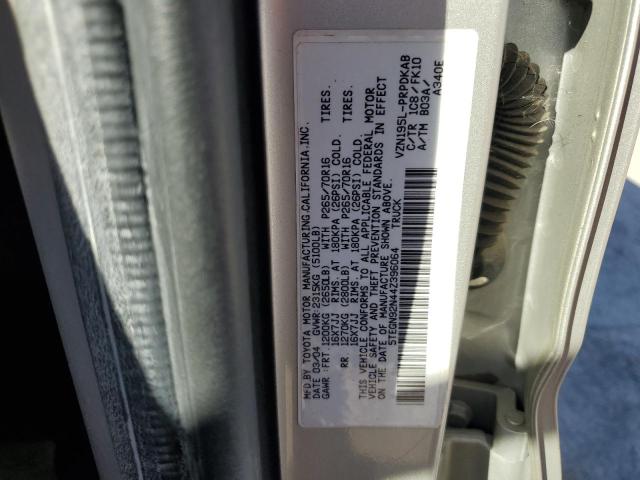 MFD BY TOYOTA MOTOR MANUFACTURING CALIFORNIA.INC.
DATE 03/04 GVWR:2315KG (5100LB)
GAWR :FRT.1200KG (2650LB) WITH P265/70R16 TIRES.
16X7JJ RIMS AT 180KPA (26PSI) COLD.
RR 1270KG (2800LB) WITH P265/70R16 TIRES.
16X7JJ RIMS AT 180KPA (26PSI) COLD.
THIS VEHICLE CONFORMS TO ALL APPLICABLE FEDERAL MOTOR
VEHICLE SAFETY AND THEFT PREVENTION STANDARDS IN EFFECT
ON THE DATE OF MANUFACTURE SHOWN ABOVE.
5TEGN92N44Z396064 TRUCK
VZN195L-PRPDKAB
C/TR 1C8/FK10
A/TM B03A/
A340E